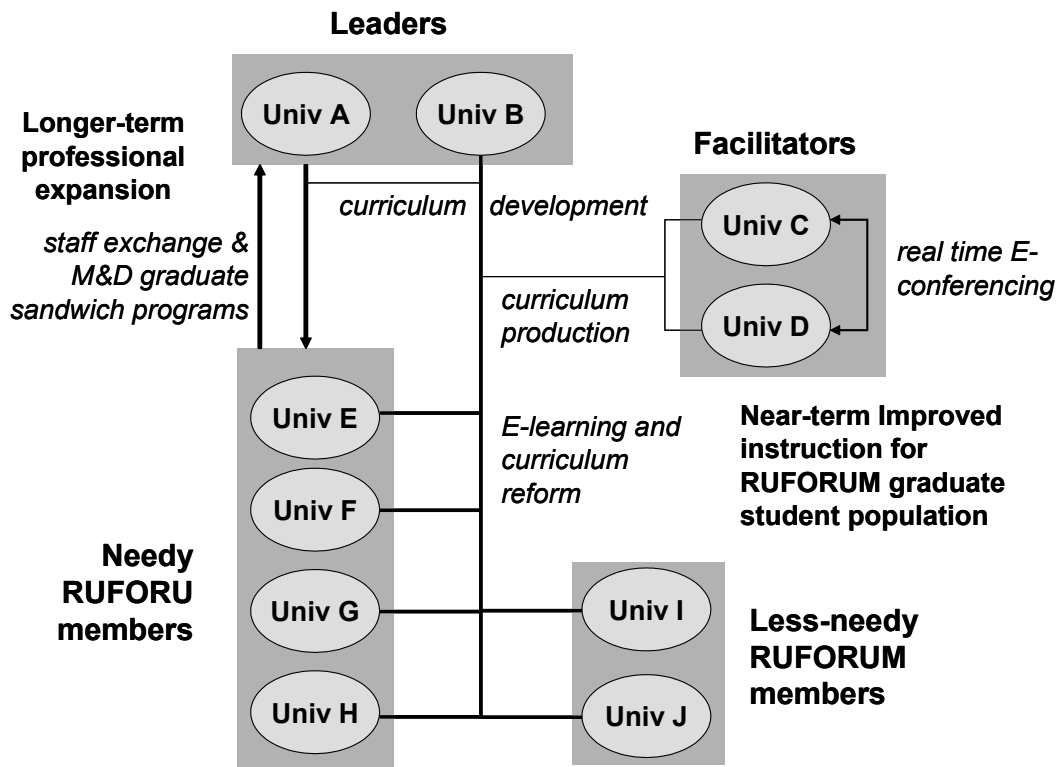 Leaders
Univ A
Univ B
Longer-term
professional
expansion
Facilitators
curriculum
development
Univ C
staff exchange &
M&D graduate
sandwich programs
real time E-
conferencing
curriculum
production
Univ D
Univ E
E-learning and
curriculum
reform
Near-term Improved
instruction for
RUFORUM graduate
student population
Univ F
Needy
RUFORU
members
Univ G
Univ I
Less-needy
RUFORUM
members
Univ H
Univ J